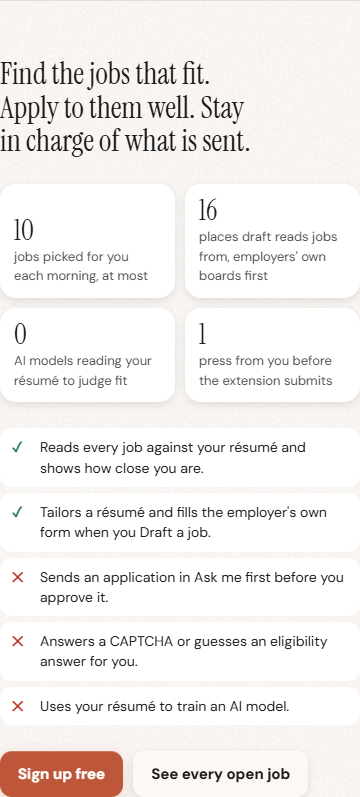 Find the jobs that fit.
Apply to them well. Stay
in charge of what is sent.
10
jobs picked for you
each morning, at most
16
places draft reads jobs
from, employers' own
boards first
0
AI models reading your
résumé to judge fit
1
press from you before
the extension submits
✓ Reads every job against your résumé and
shows how close you are.
✓ Tailors a résumé and fills the employer's own
form when you Draft a job.
✕ Sends an application in Ask me first before you
approve it.
✕ Answers a CAPTCHA or guesses an eligibility
answer for you.
✕ Uses your résumé to train an AI model.
Sign up free
See every open job